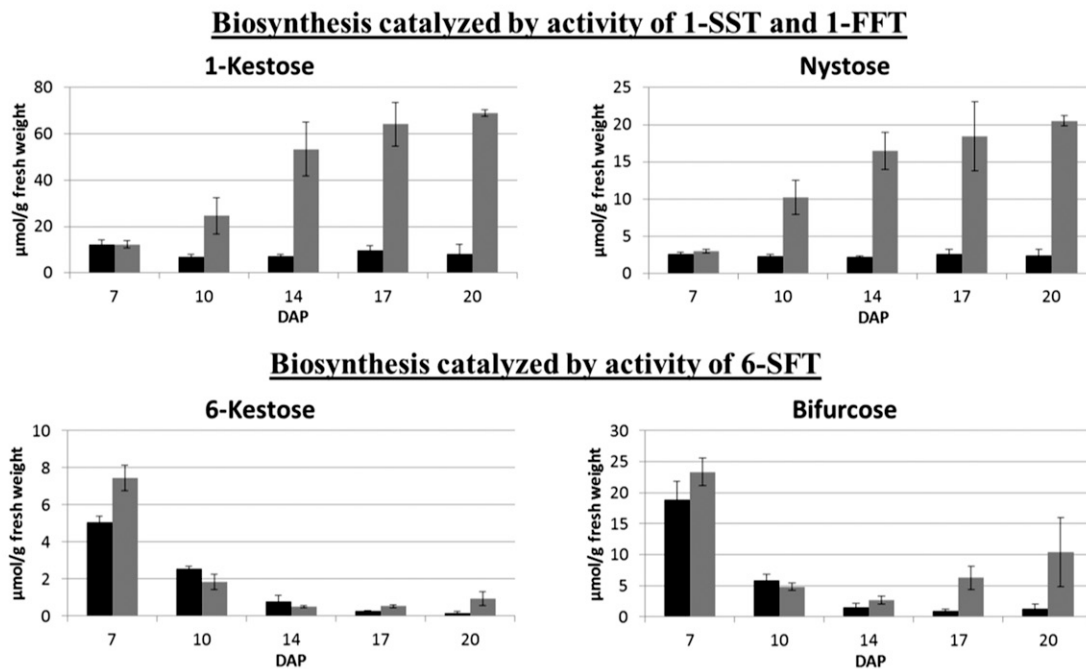 Biosynthesis catalyzed by activity of 1-SST and 1-FFT
1-Kestose
µmol/g fresh weight
80
60
40
20
0
7 10 14 17 20
DAP
Nystose
µmol/g fresh weight
25
20
15
10
5
0
7 10 14 17 20
DAP
Biosynthesis catalyzed by activity of 6-SFT
6-Kestose
µmol/g fresh weight
10
8
6
4
2
0
7 10 14 17 20
DAP
Bifurcose
µmol/g fresh weight
30
25
20
15
10
5
0
7 10 14 17 20
DAP